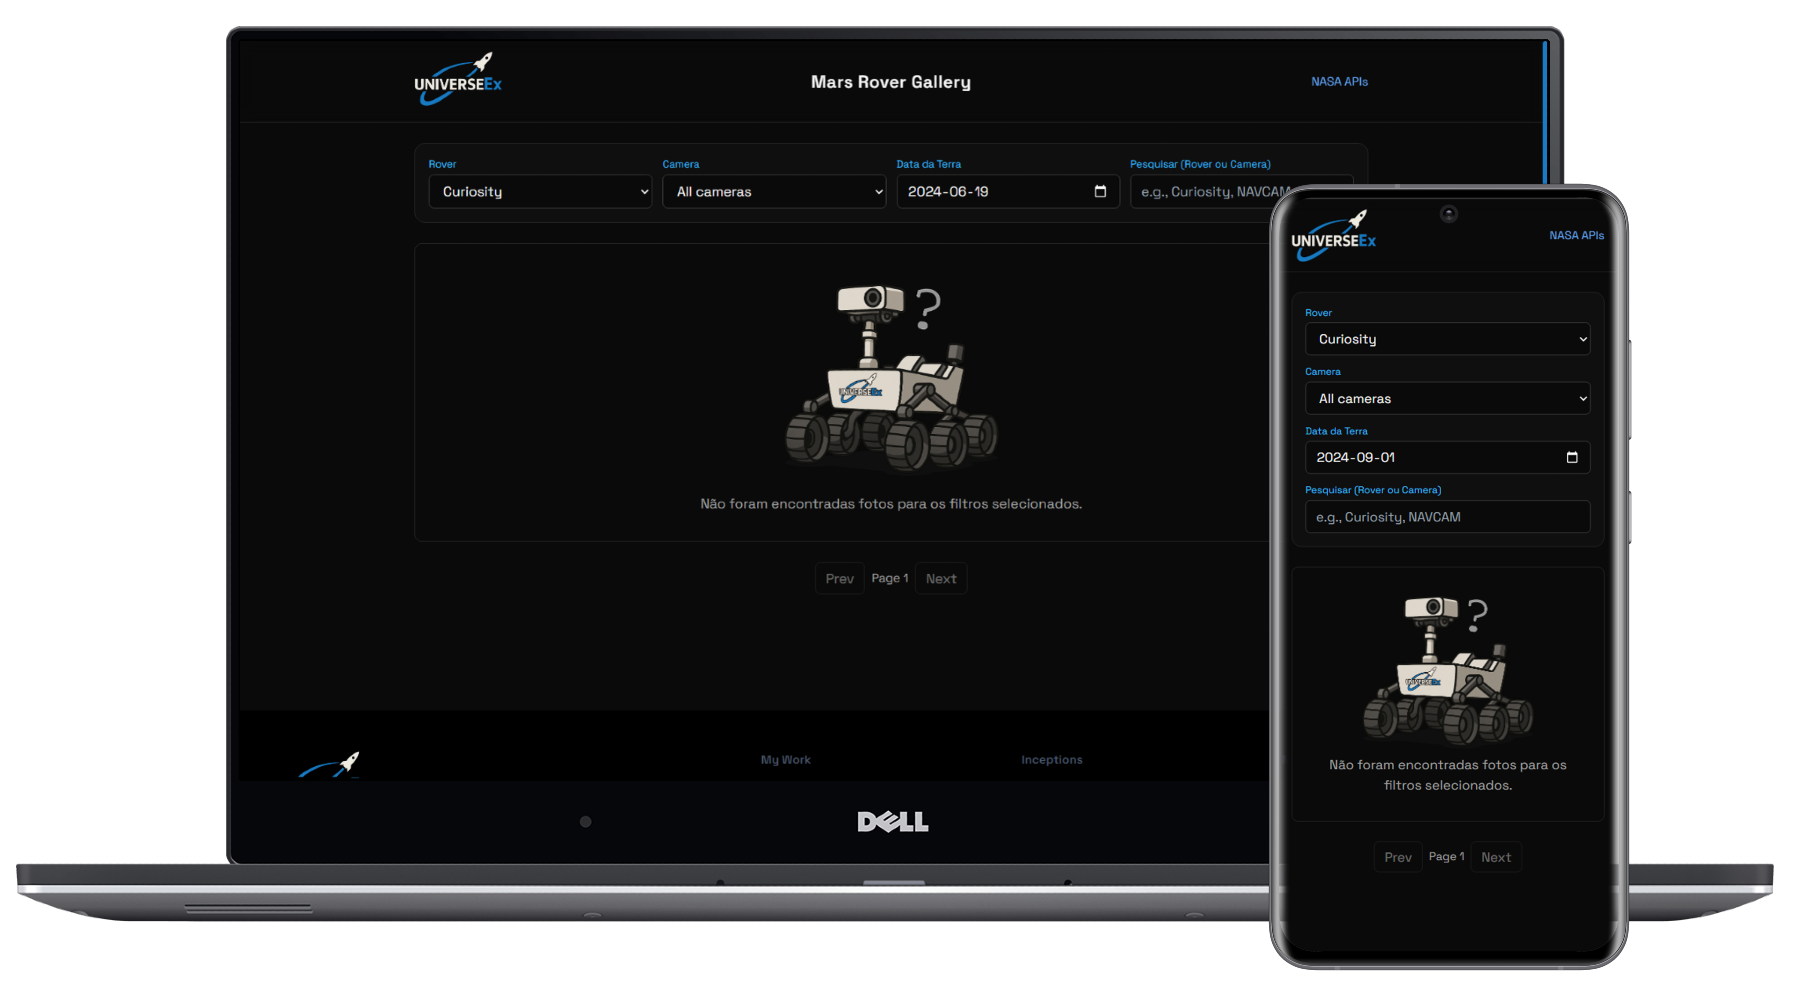 UNIVERSEEx
Mars Rover Gallery
NASA APIs
Rover
Camera
Data da Terra
Pesquisar (Rover ou Camera)
Curiosity
All cameras
2024-06-19
e.g., Curiosity, NAVCAM
?
UNIVERSEEx
Não foram encontradas fotos para os filtros selecionados.
Prev
Page 1
Next
My Work
Inceptions
DELL
UNIVERSEEx
NASA APIs
Rover
Curiosity
Camera
All cameras
Data da Terra
2024-09-01
Pesquisar (Rover ou Camera)
e.g., Curiosity, NAVCAM
?
UNIVERSEEx
Não foram encontradas fotos para os
filtros selecionados.
Prev
Page 1
Next